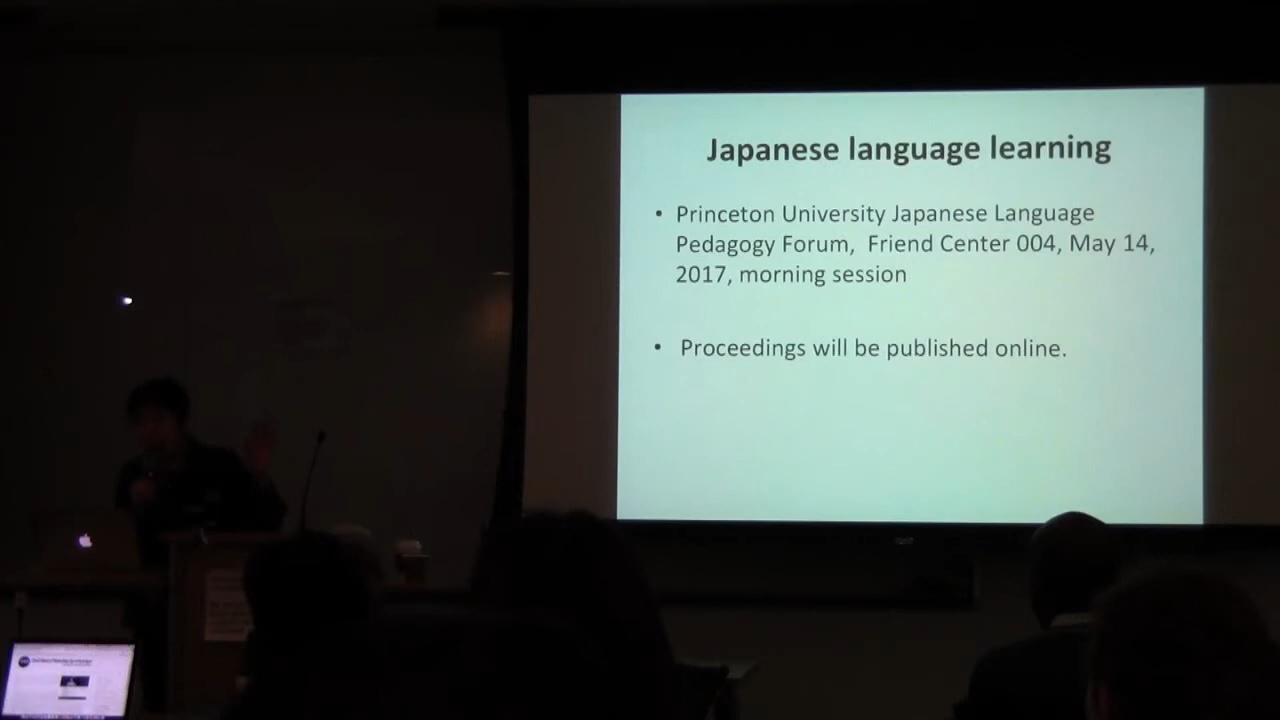 Japanese language learning
• Princeton University Japanese Language
Pedagogy Forum, Friend Center 004, May 14,
2017, morning session
• Proceedings will be published online.